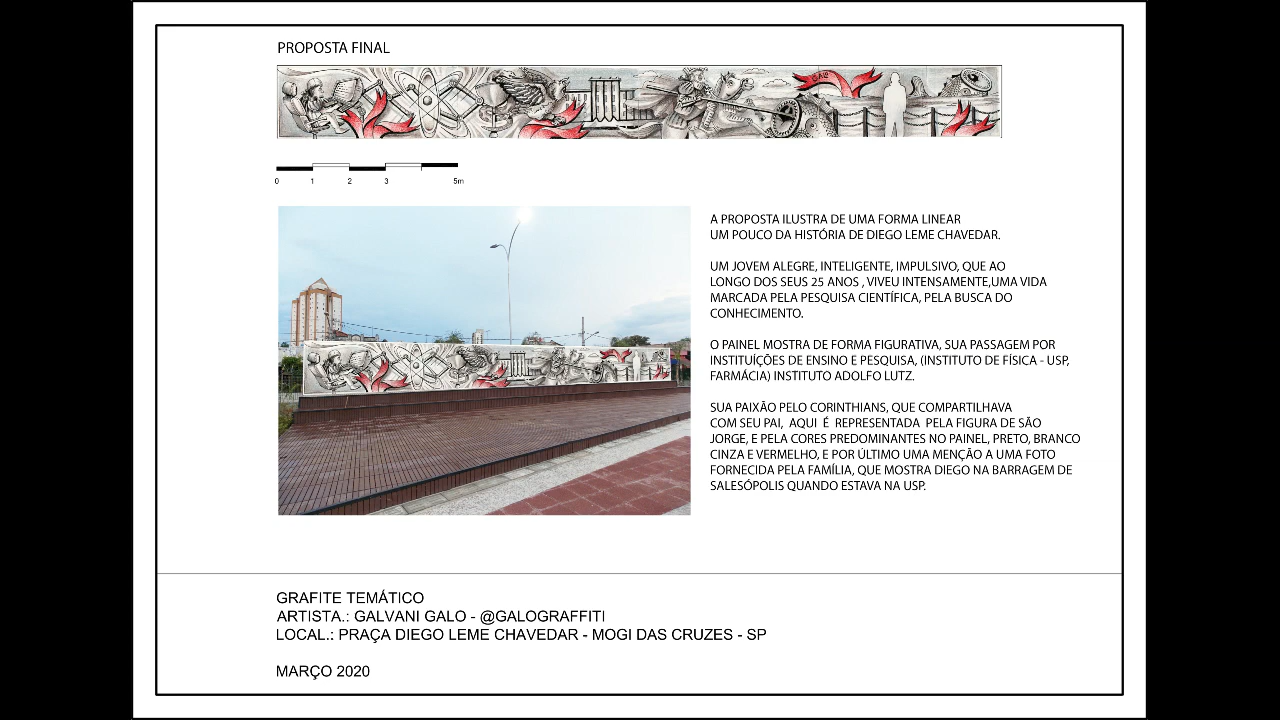 PROPOSTA FINAL
0 1 2 3 5m
A PROPOSTA ILUSTRA DE UMA FORMA LINEAR
UM POUCO DA HISTÓRIA DE DIEGO LEME CHAVEDAR.
UM JOVEM ALEGRE, INTELIGENTE, IMPULSIVO, QUE AO
LONGO DOS SEUS 25 ANOS , VIVEU INTENSAMENTE,UMA VIDA
MARCADA PELA PESQUISA CIENTÍFICA, PELA BUSCA DO
CONHECIMENTO.
O PAINEL MOSTRA DE FORMA FIGURATIVA, SUA PASSAGEM POR
INSTITUÍÇÕES DE ENSINO E PESQUISA, (INSTITUTO DE FÍSICA - USP,
FARMÁCIA) INSTITUTO ADOLFO LUTZ.
SUA PAIXÃO PELO CORINTHIANS, QUE COMPARTILHAVA
COM SEU PAI, AQUI É REPRESENTADA PELA FIGURA DE SÃO
JORGE, E PELA CORES PREDOMINANTES NO PAINEL, PRETO, BRANCO
CINZA E VERMELHO, E POR ÚLTIMO UMA MENÇÃO A UMA FOTO
FORNECIDA PELA FAMÍLIA, QUE MOSTRA DIEGO NA BARRAGEM DE
SALESÓPOLIS QUANDO ESTAVA NA USP.
GRAFITE TEMÁTICO
ARTISTA.: GALVANI GALO - @GALOGRAFFITI
LOCAL.: PRAÇA DIEGO LEME CHAVEDAR - MOGI DAS CRUZES - SP
MARÇO 2020